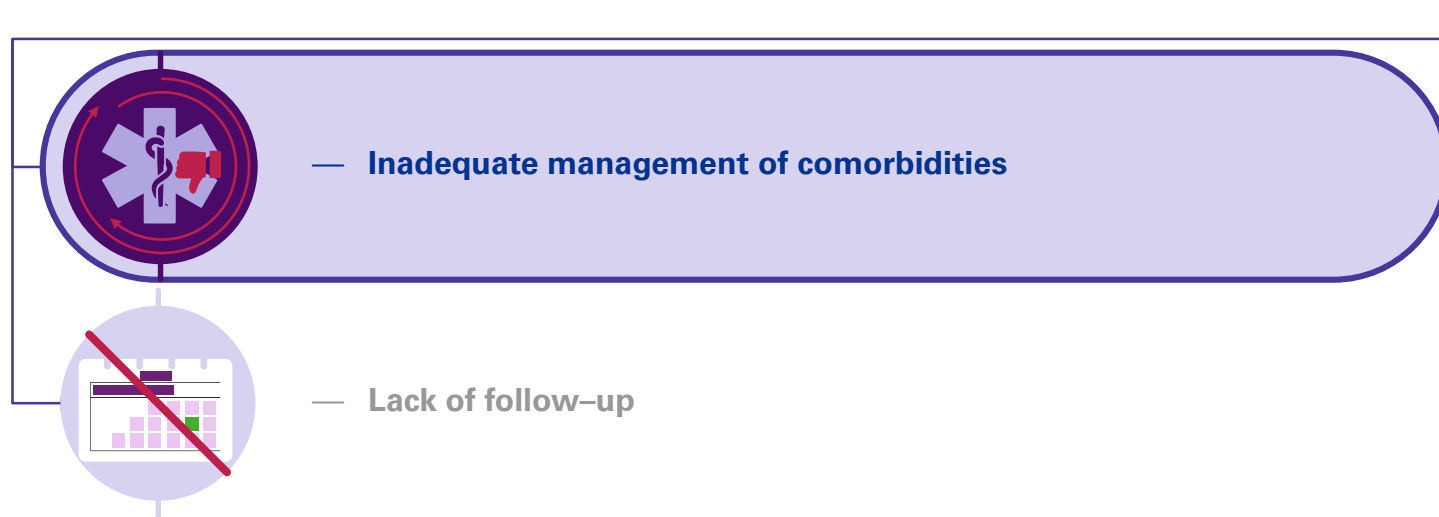 — Inadequate management of comorbidities
— Lack of follow–up